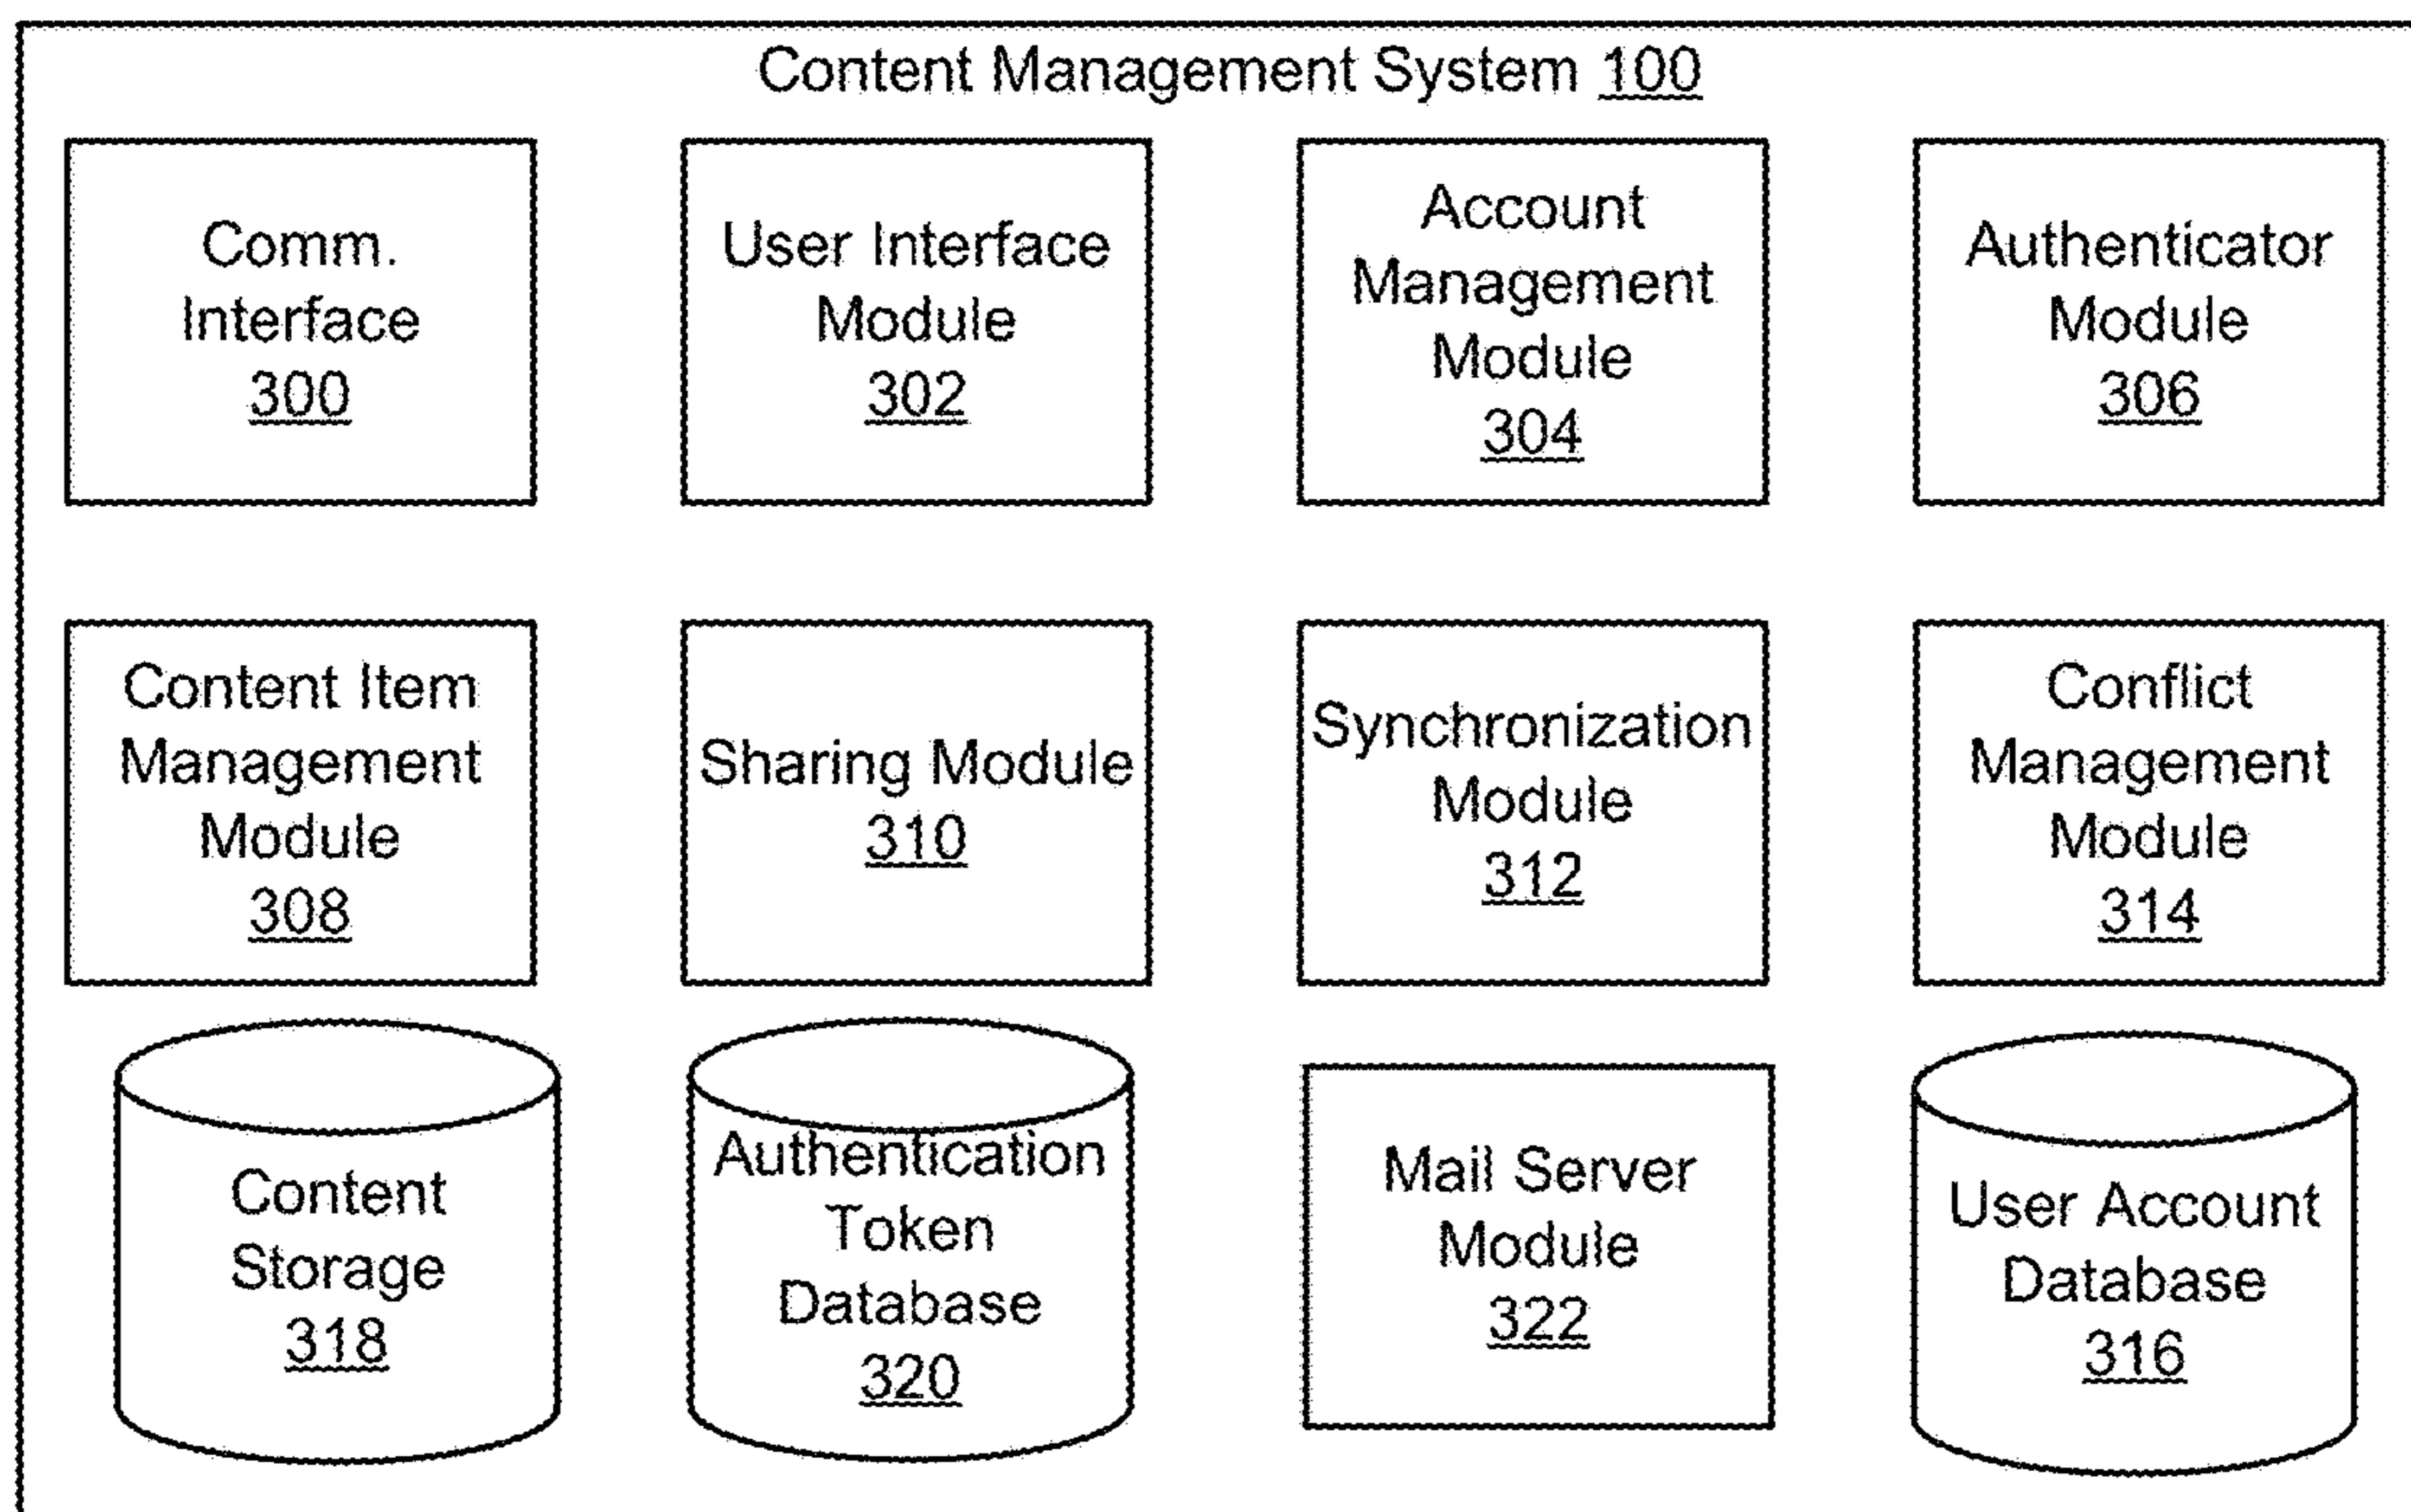 Content Management System 100
Comm.
Interface
300
User Interface
Module
302
Account
Management
Module
304
Authenticator
Module
306
Content Item
Management
Module
308
Sharing Module
310
Synchronization
Module
312
Conflict
Management
Module
314
Content
Storage
318
Authentication
Token
Database
320
Mail Server
Module
322
User Account
Database
316